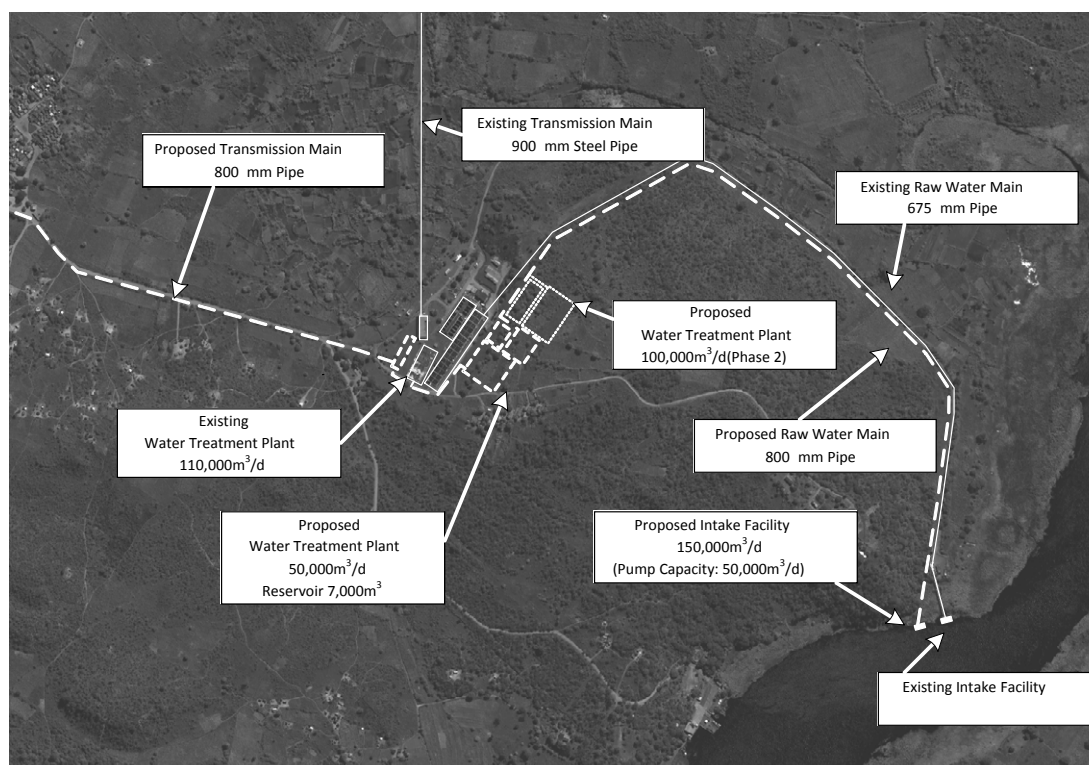 Existing Transmission Main
900 mm Steel Pipe
Proposed Transmission Main
800 mm Pipe
Existing Raw Water Main
675 mm Pipe
Proposed
Water Treatment Plant
100,000m³/d(Phase 2)
Existing
Water Treatment Plant
110,000m³/d
Proposed Raw Water Main
800 mm Pipe
Proposed
Water Treatment Plant
50,000m³/d
Reservoir 7,000m³
Proposed Intake Facility
150,000m³/d
(Pump Capacity: 50,000m³/d)
Existing Intake Facility